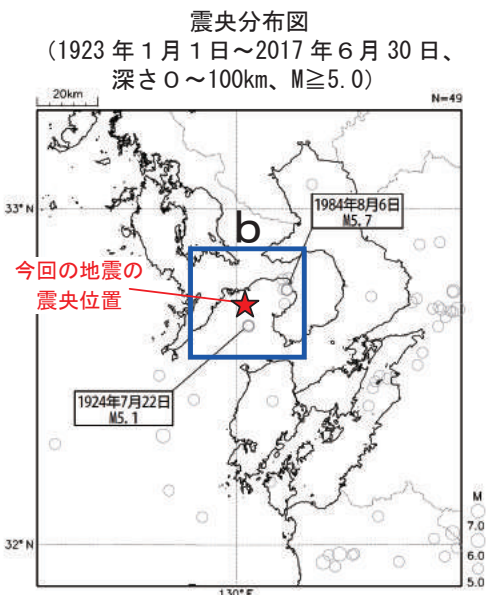 震央分布図
(1923 年１月１日～2017 年６月 30 日、
深さ０～100km、M≧5.0)
20km
N=49
33°N
1984年8月6日
M5.7
b
今回の地震の
震央位置
1924年7月22日
M5.1
M
7.0
6.0
5.0
32°N
130°E